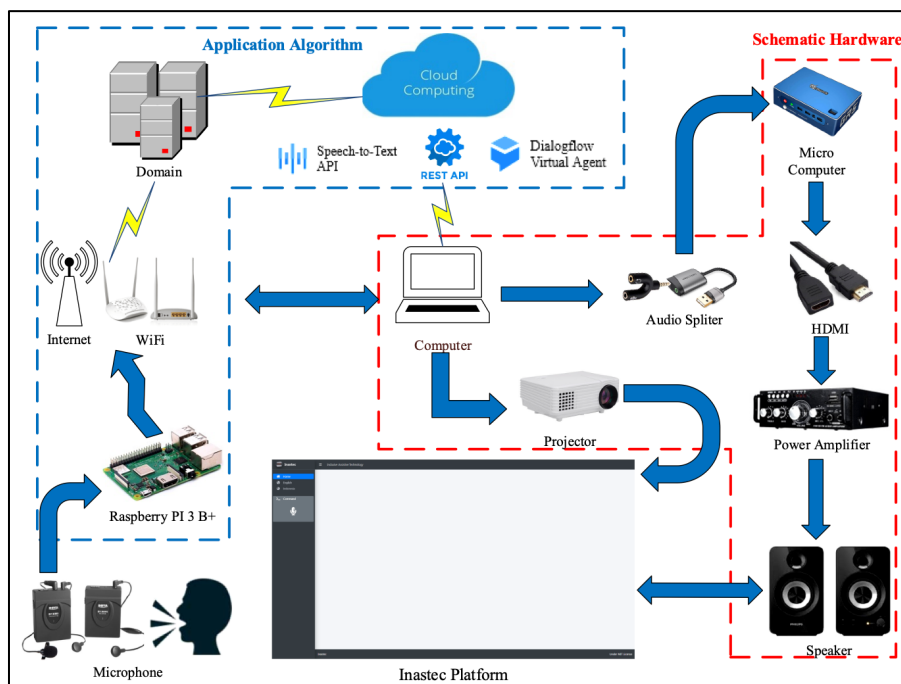 Application Algorithm
Schematic Hardware
Cloud
Computing
Speech-to-Text
API
REST API
Dialogflow
Virtual Agent
Domain
Micro
Computer
Internet
WiFi
Computer
Audio Spliter
HDMI
Projector
Power Amplifier
Raspberry PI 3 B+
Inastec
Microphone
Inastec Platform
Speaker